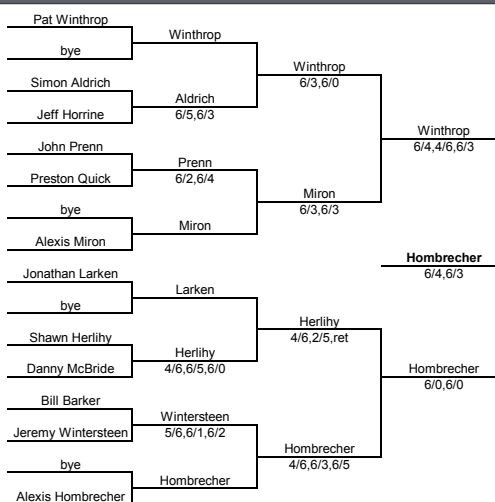 Pat Winthrop
bye
Simon Aldrich
Jeff Horrine
John Prenn
Preston Quick
bye
Alexis Miron
Jonathan Larken
bye
Shawn Herlihy
Danny McBride
Bill Barker
Jeremy Wintersteen
bye
Alexis Hombrecher
Winthrop
Aldrich
6/5,6/3
Prenn
6/2,6/4
Miron
Larken
Herlihy
4/6,6/5,6/0
Wintersteen
5/6,6/1,6/2
Hombrecher
Winthrop
6/3,6/0
Miron
6/3,6/3
Herlihy
4/6,2/5,ret
Hombrecher
4/6,6/3,6/5
Winthrop
6/4,4/6,6/3
Hombrecher
6/0,6/0
Hombrecher
6/4,6/3